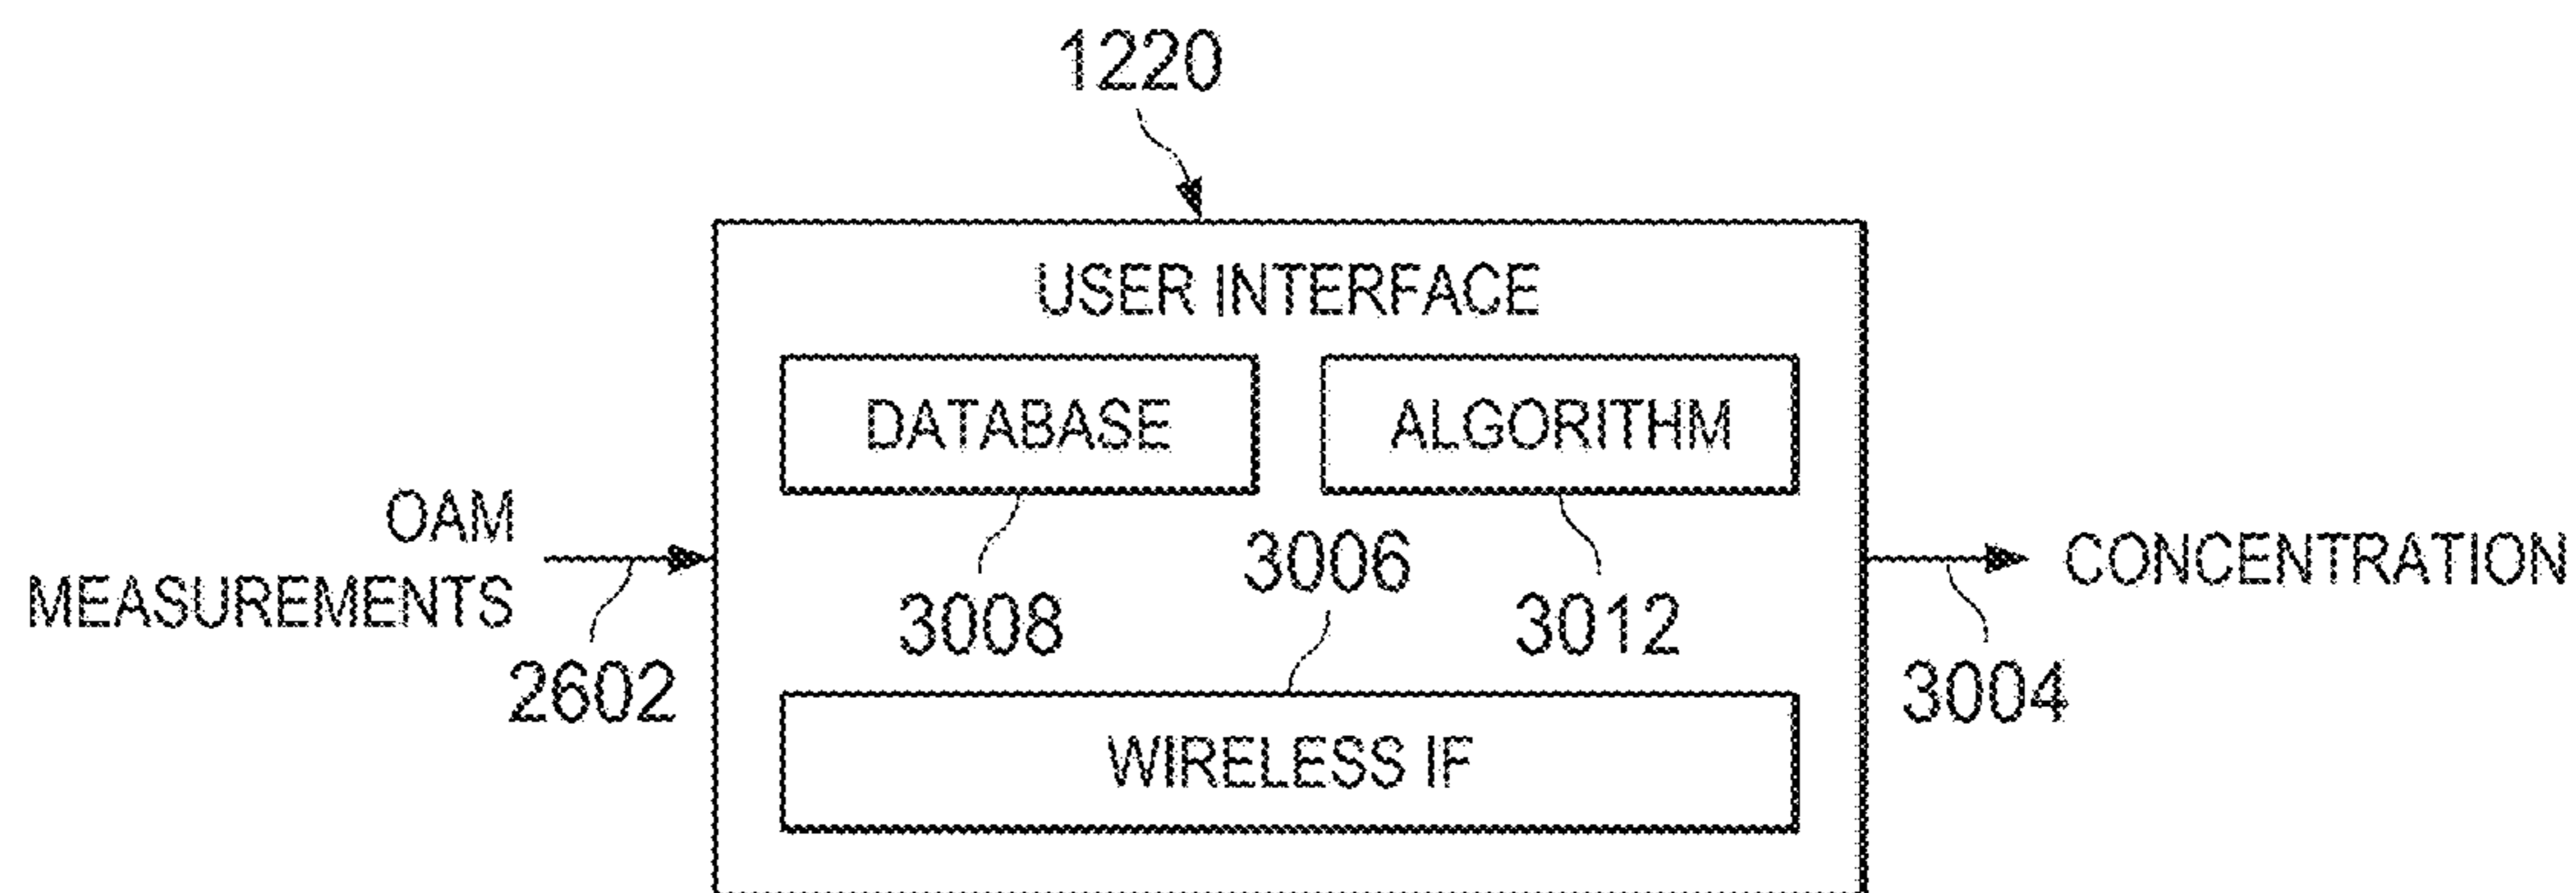 1220
USER INTERFACE
DATABASE
ALGORITHM
OAM
MEASUREMENTS
2602
3008
3006
3012
CONCENTRATION
3004
WIRELESS IF